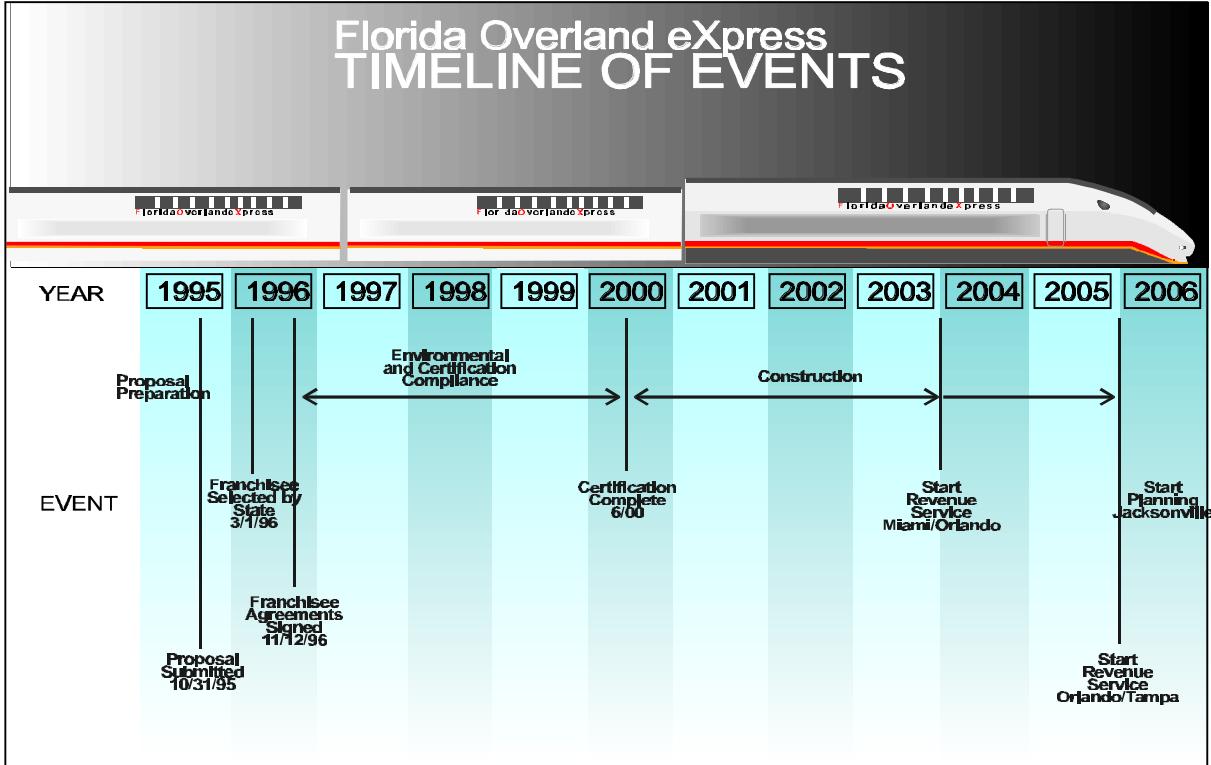 Florida Overland eXpress
TIMELINE OF EVENTS
FloridaOverlandeXpress
FloridaOverlandeXpress
FloridaOverlandeXpress
YEAR
1995
1996
1997
1998
1999
2000
2001
2002
2003
2004
2005
2006
Proposal
Preparation
Environmental
and Certification
Compliance
Construction
EVENT
Franchisee
Selected by
State
3/1/96
Certification
Complete
6/00
Start
Revenue
Service
Miami/Orlando
Start
Planning
Jacksonville
Franchisee
Agreements
Signed
11/12/96
Proposal
Submitted
10/31/95
Start
Revenue
Service
Orlando/Tampa